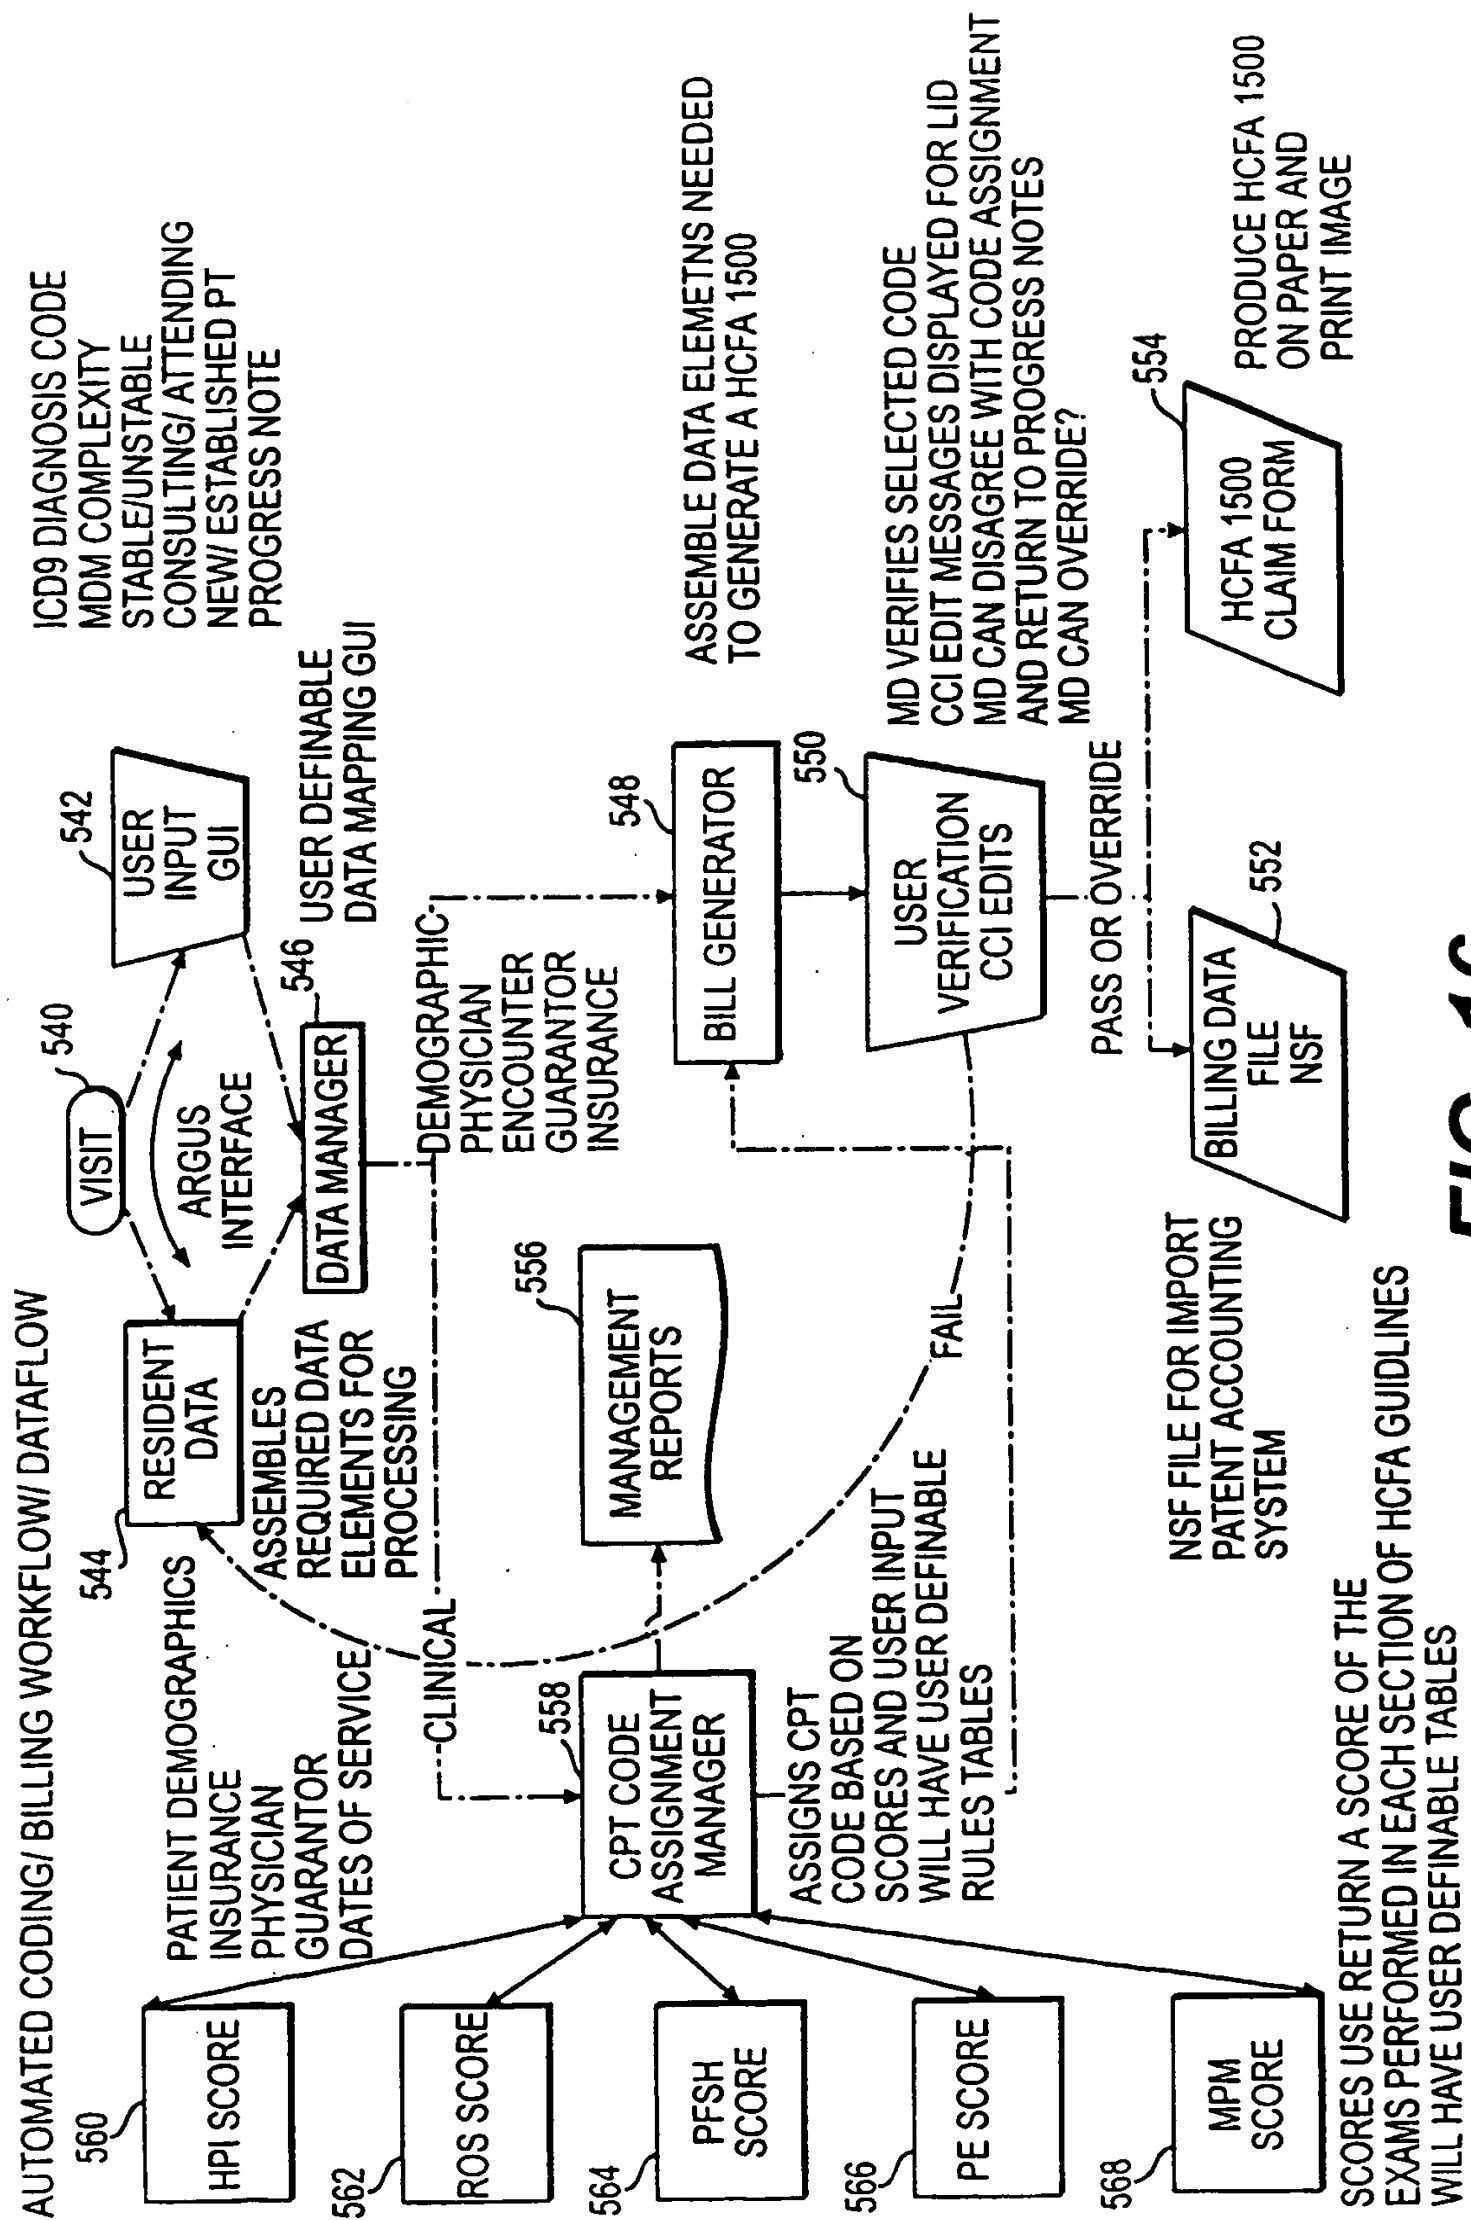 AUTOMATED CODING/ BILLING WORKFLOW/ DATAFLOW
540
VISIT
542
USER
INPUT
GUI
ICD9 DIAGNOSIS CODE
MDM COMPLEXITY
STABLE/UNSTABLE
CONSULTING/ ATTENDING
NEW/ ESTABLISHED PT
PROGRESS NOTE
544
RESIDENT
DATA
ARGUS
INTERFACE
PATIENT DEMOGRAPHICS
INSURANCE
PHYSICIAN
GUARANTOR
DATES OF SERVICE
ASSEMBLES
REQUIRED DATA
ELEMENTS FOR
PROCESSING
546
DATA MANAGER
USER DEFINABLE
DATA MAPPING GUI
560
HPI SCORE
562
ROS SCORE
564
PFSH
SCORE
566
PE SCORE
568
MPM
SCORE
CLINICAL
DEMOGRAPHIC
PHYSICIAN
ENCOUNTER
GUARANTOR
INSURANCE
558
CPT CODE
ASSIGNMENT
MANAGER
556
MANAGEMENT
REPORTS
548
BILL GENERATOR
ASSEMBLE DATA ELEMETNS NEEDED
TO GENERATE A HCFA 1500
ASSIGNS CPT
CODE BASED ON
SCORES AND USER INPUT
WILL HAVE USER DEFINABLE
RULES TABLES
FAIL
550
USER
VERIFICATION
CCI EDITS
MD VERIFIES SELECTED CODE
CCI EDIT MESSAGES DISPLAYED FOR LID
MD CAN DISAGREE WITH CODE ASSIGNMENT
AND RETURN TO PROGRESS NOTES
MD CAN OVERRIDE?
PASS OR OVERRIDE
552
BILLING DATA
FILE
NSF
554
HCFA 1500
CLAIM FORM
PRODUCE HCFA 1500
ON PAPER AND
PRINT IMAGE
NSF FILE FOR IMPORT
PATENT ACCOUNTING
SYSTEM
SCORES USE RETURN A SCORE OF THE
EXAMS PERFORMED IN EACH SECTION OF HCFA GUIDLINES
WILL HAVE USER DEFINABLE TABLES